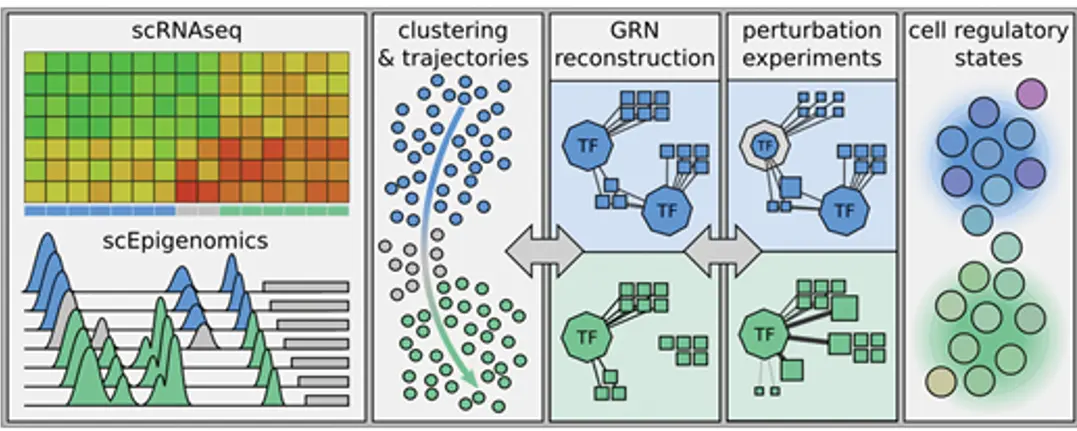 scRNAseq
scEpigenomics
clustering
& trajectories
GRN
reconstruction
TF
TF
TF
perturbation
experiments
TF
TF
TF
cell regulatory
states